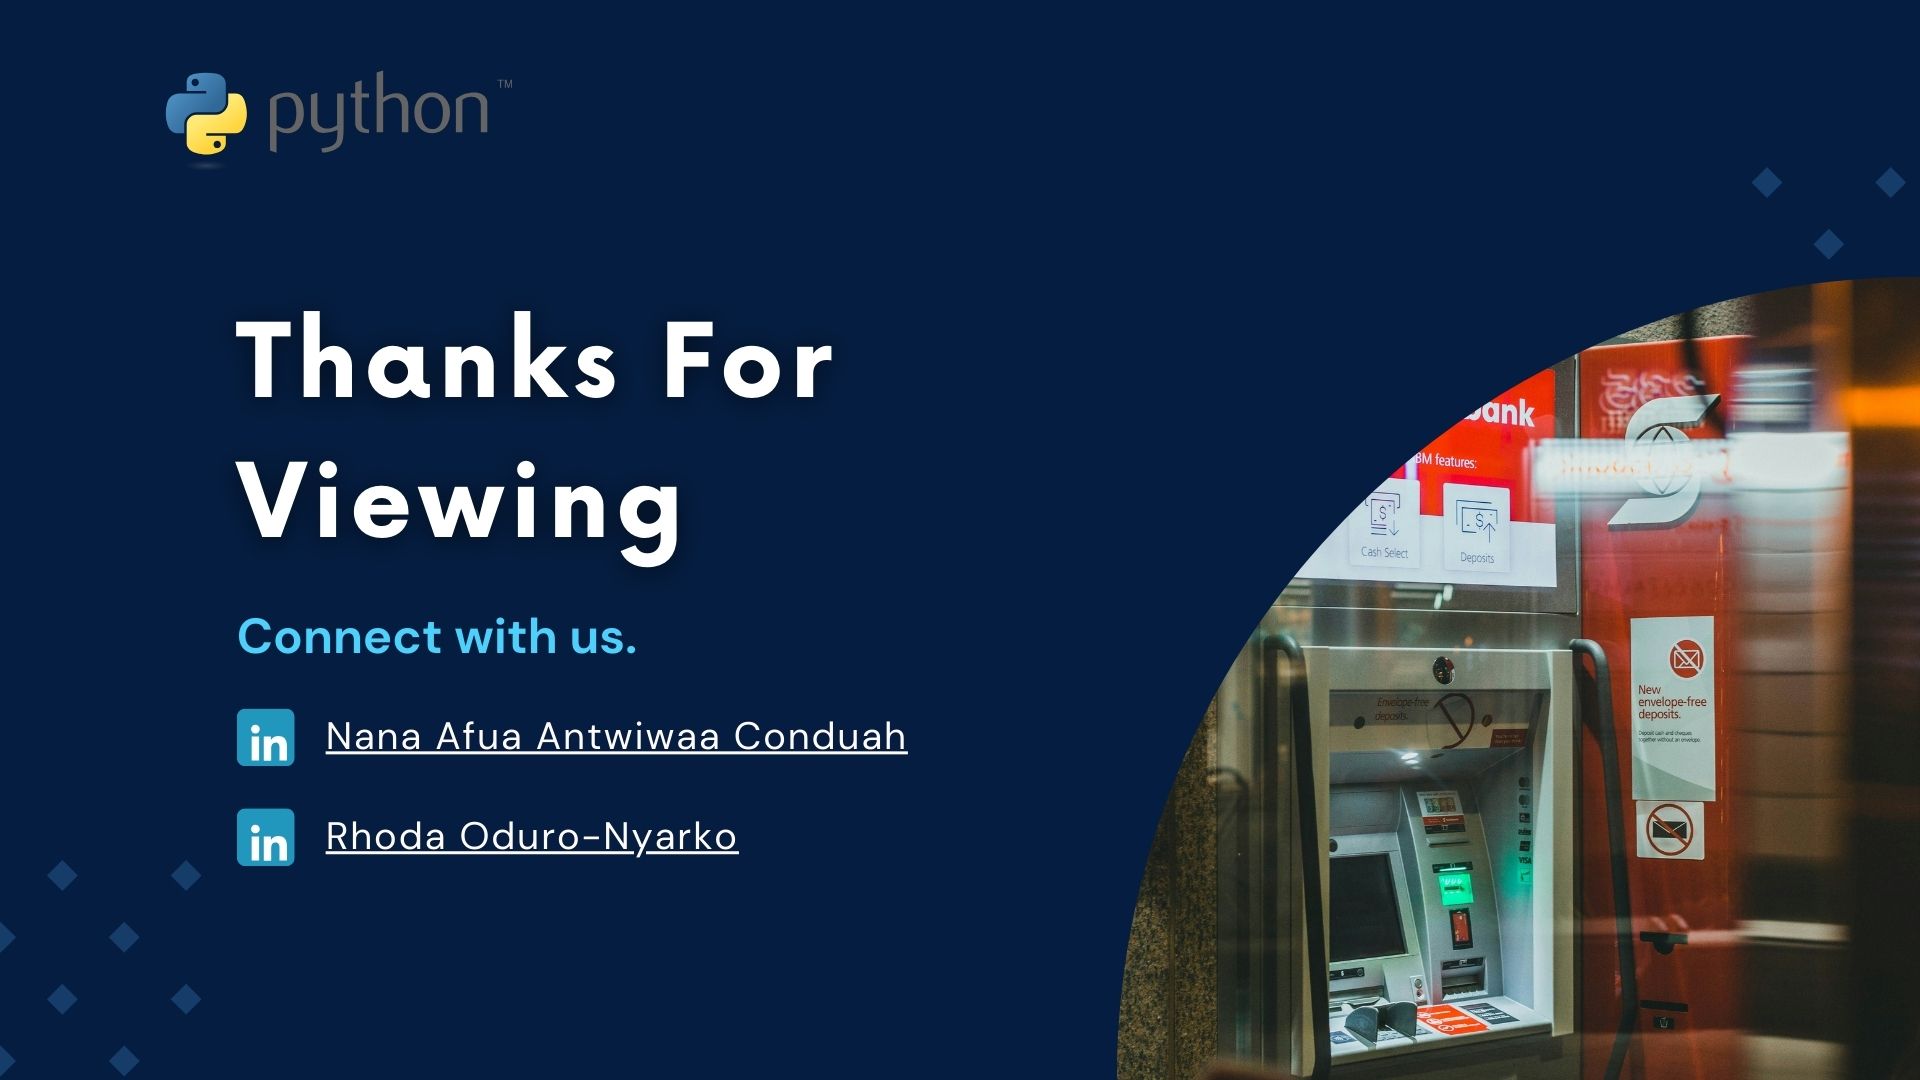 python™
Thanks For
Viewing
Connect with us.
in Nana Afua Antwiwaa Conduah
in Rhoda Oduro-Nyarko
bank
BM features:
Cash Select
Deposits
Envelope-free
deposits.
New
envelope-free
deposits.
Deposit cash and cheques
together without an envelope.
VISA